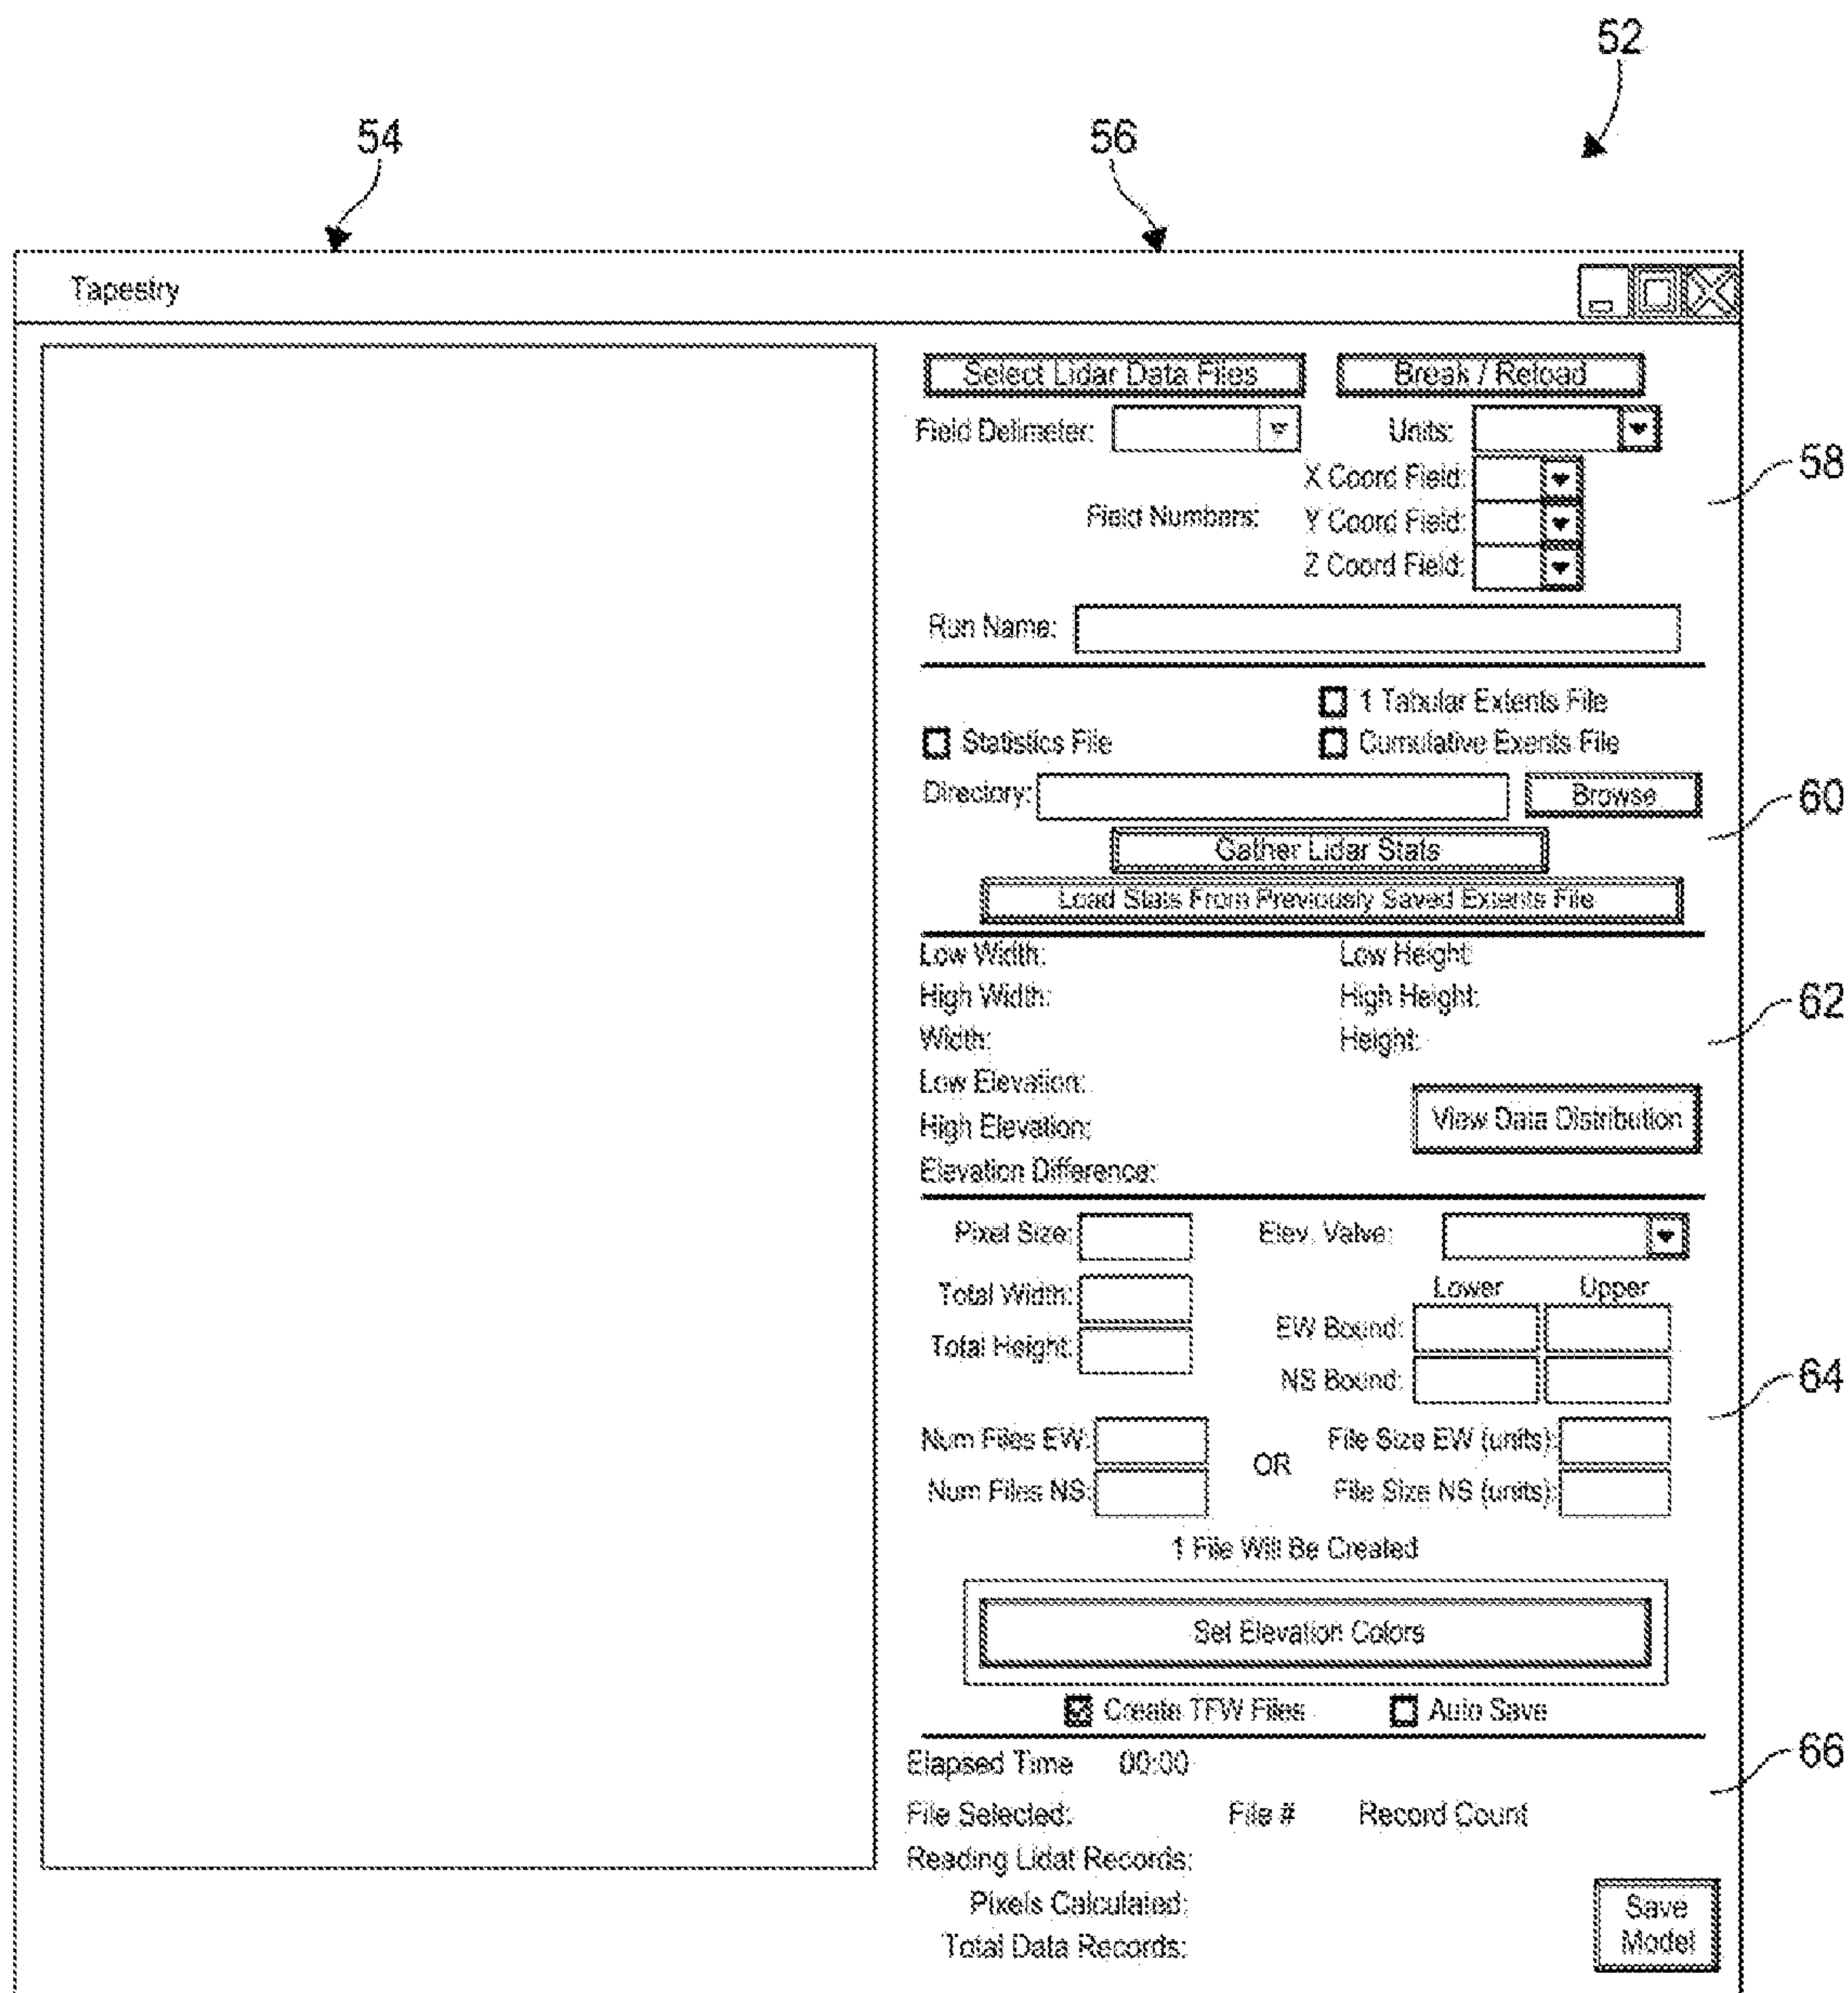 52
54 56
Tapestry
Select Lidar Data Files Break / Reload
Field Delimeter: Units:
58
X Coord Field:
Field Numbers: Y Coord Field:
Z Coord Field:
Run Name:
1 Tabular Extents File
Statistics File Cumulative Exents File
Directory: Browse
60
Gather Lidar Stats
Load Stats From Previously Saved Extents File
Low Width: Low Height:
High Width: High Height:
62
Width: Height:
Low Elevation:
View Data Distribution
High Elevation:
Elevation Difference:
Pixel Size: Elev. Valve:
Lower Upper
Total Width:
EW Bound:
Total Height:
NS Bound:
64
Num Files EW: File Size EW (units):
OR
Num Files NS: File Size NS (units):
1 File Will Be Created
Set Elevation Colors
Create TFW Files Auto Save
66
Elapsed Time 00:00
File Selected: File # Record Count
Reading Lidat Records:
Pixels Calculated:
Save Model
Total Data Records: